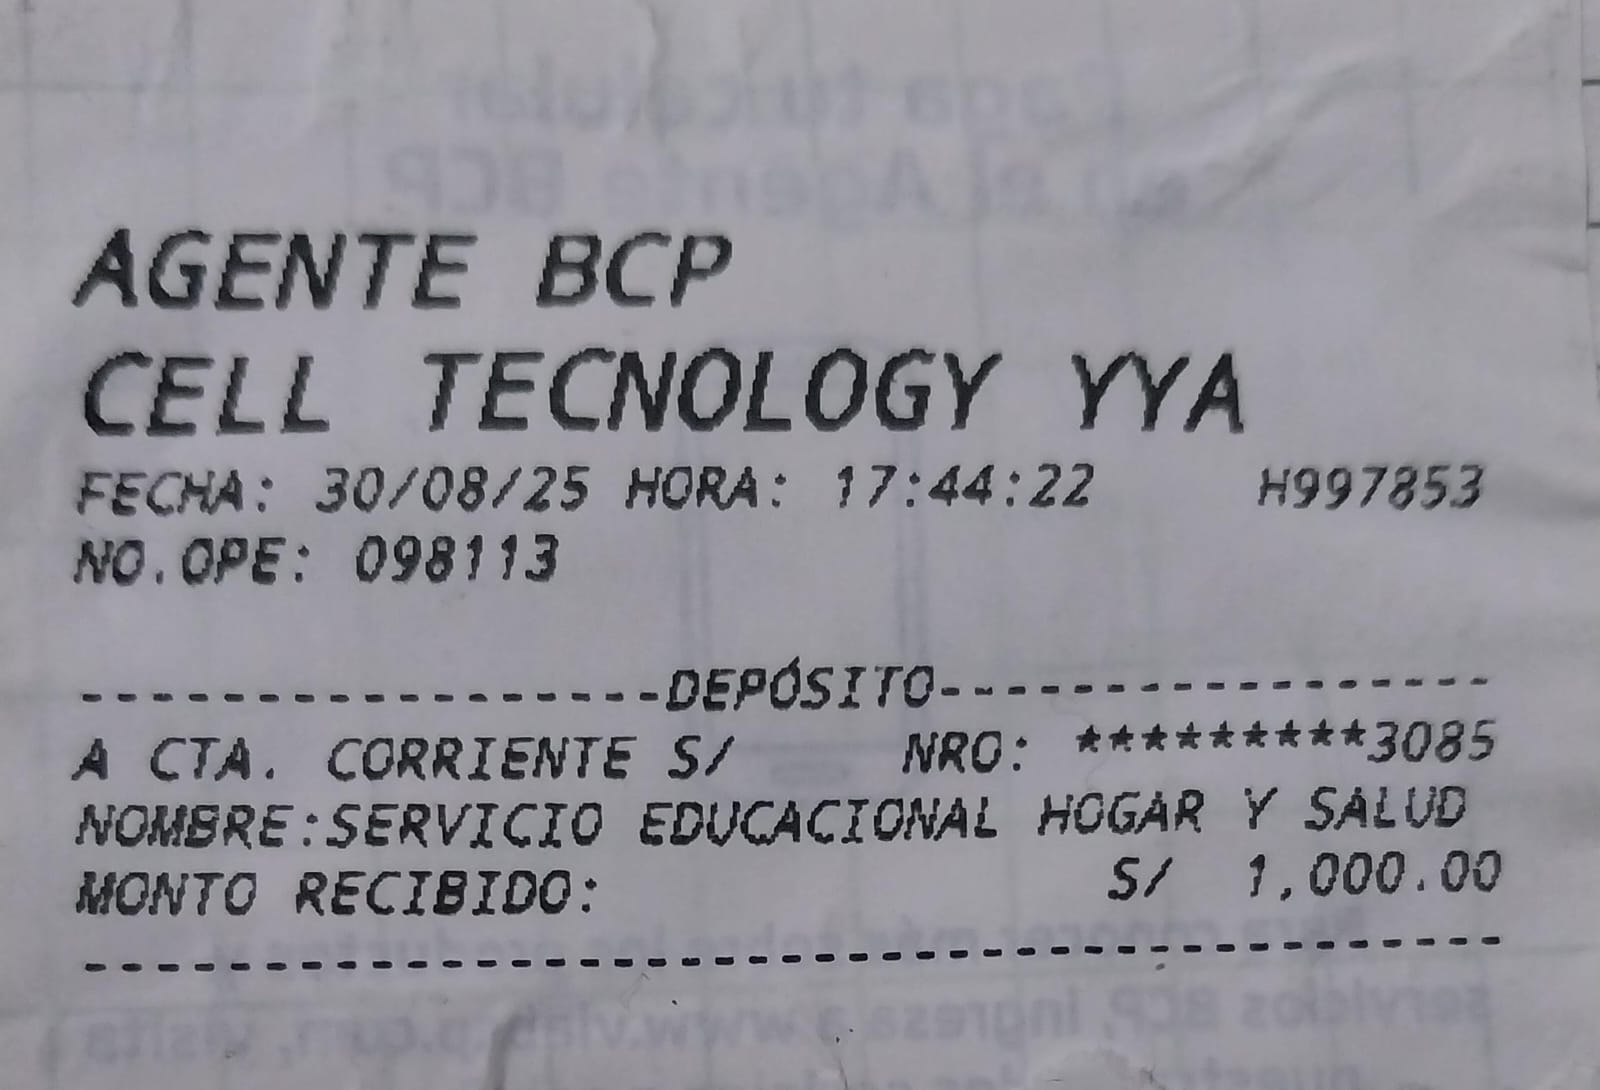 AGENTE BCP
CELL TECNOLOGY YYA
FECHA: 30/08/25 HORA: 17:44:22 H997853
NO.OPE: 098113
------------------DEPÓSITO------------------
A CTA. CORRIENTE S/ NRO: *********3085
NOMBRE:SERVICIO EDUCACIONAL HOGAR Y SALUD
MONTO RECIBIDO: S/ 1,000.00
--------------------------------------------